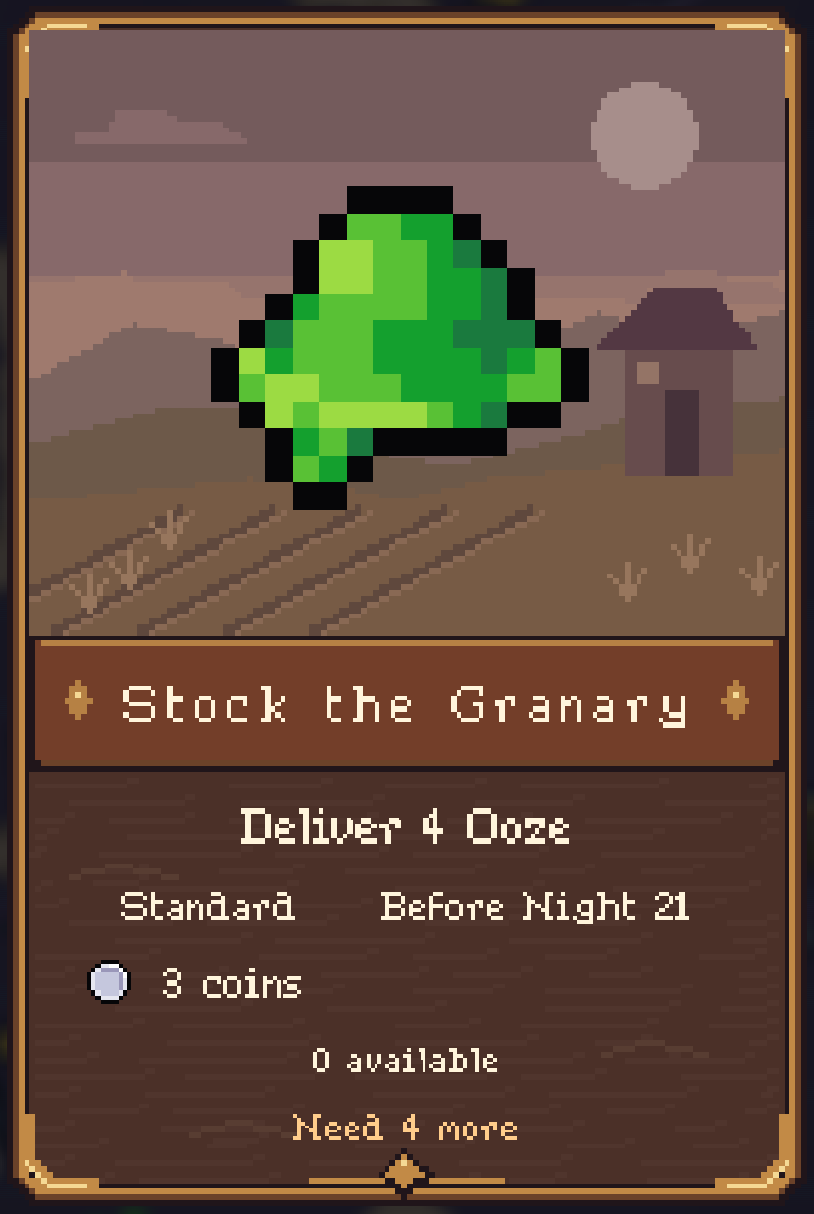 Stock the Granary
Deliver 4 Ooze
Standard Before Night 21
3 coins
0 available
Need 4 more